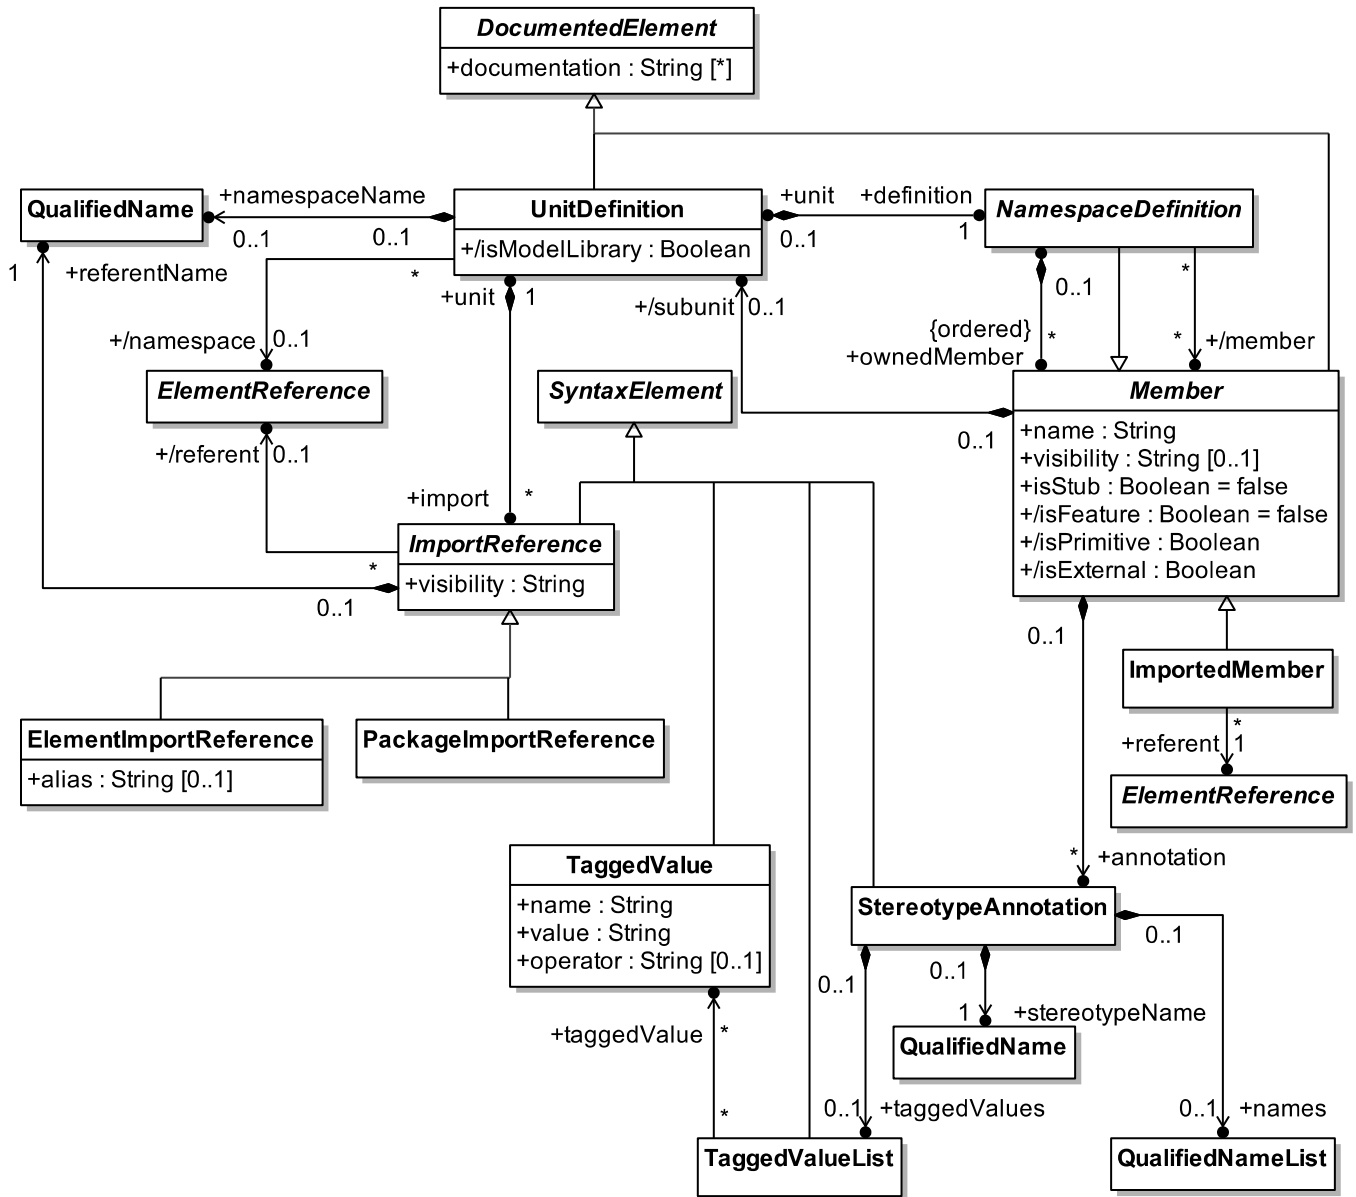 DocumentedElement
+documentation : String [*]
QualifiedName
+namespaceName
0..1
0..1
UnitDefinition
+/isModelLibrary : Boolean
+unit
+definition
0..1
1
NamespaceDefinition
1
+referentName
*
+unit
1
+/subunit
0..1
0..1
*
{ordered}
*
+ownedMember
*
+/member
+/namespace
0..1
ElementReference
+/referent
0..1
SyntaxElement
Member
+name : String
+visibility : String [0..1]
+isStub : Boolean = false
+/isFeature : Boolean = false
+/isPrimitive : Boolean
+/isExternal : Boolean
0..1
+import
*
ImportReference
+visibility : String
*
0..1
0..1
ImportedMember
*
+referent
1
ElementReference
ElementImportReference
+alias : String [0..1]
PackageImportReference
TaggedValue
+name : String
+value : String
+operator : String [0..1]
*
+annotation
StereotypeAnnotation
0..1
0..1
0..1
1
+stereotypeName
QualifiedName
+taggedValue
*
*
0..1
+taggedValues
0..1
+names
TaggedValueList
QualifiedNameList